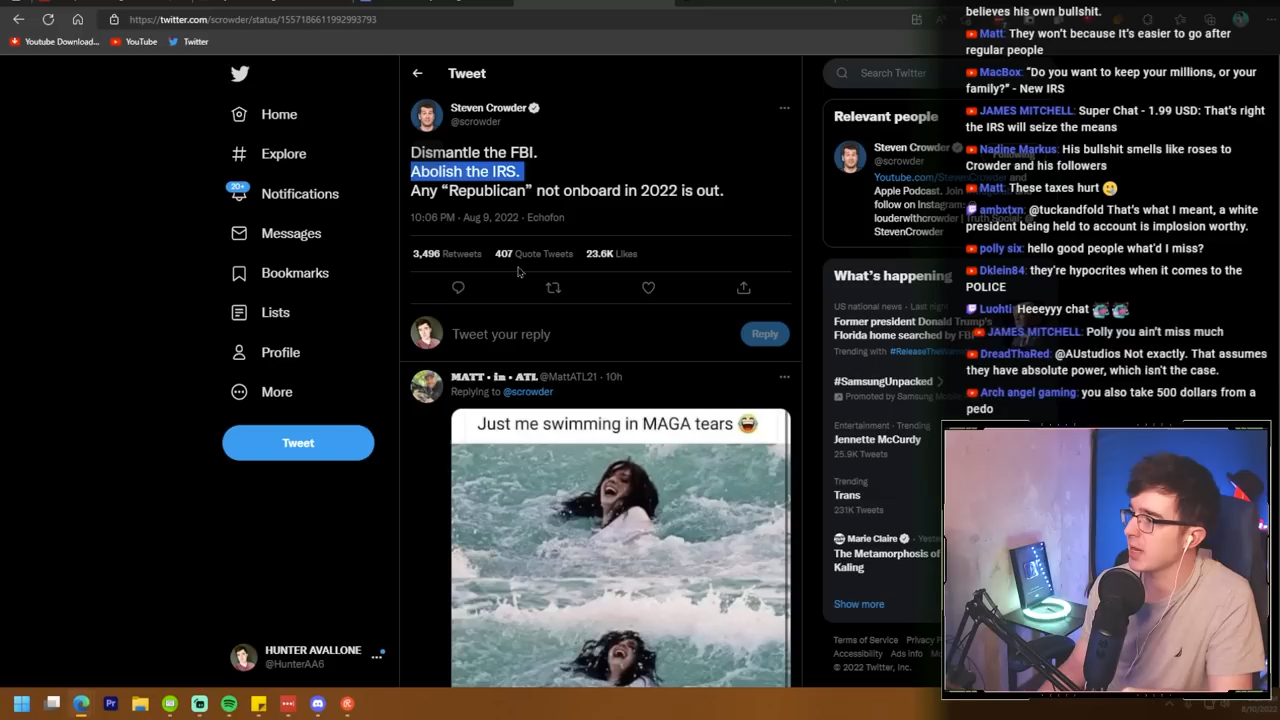 https://twitter.com/scrowder/status/1557186611992993793
Youtube Download...
YouTube
Twitter
Home
Explore
20+
Notifications
Messages
Bookmarks
Lists
Profile
More
Tweet
HUNTER AVALLONE
@HunterAA6
Tweet
Steven Crowder
@scrowder
Dismantle the FBI.
Abolish the IRS.
Any “Republican” not onboard in 2022 is out.
10:06 PM · Aug 9, 2022 · Echofon
3,496 Retweets 407 Quote Tweets 23.6K Likes
Tweet your reply
Reply
MATT • in • ATL @MattATL21 · 10h
Replying to @scrowder
Just me swimming in MAGA tears 😂
Search Twitter
Relevant people
Steven Crowder
@scrowder
Following
Youtube.com/StevenCrowder and
Apple Podcast.
follow on Instagram:
louderwithcrowder | Truth Social:
StevenCrowder
What’s happening
US national news · Last night
Former president Donald Trump's
Florida home searched by FBI
Trending with #Release
#SamsungUnpacked
Promoted by Samsung
Entertainment · Trending
Jennette McCurdy
25.9K Tweets
Trending
Trans
231K Tweets
Marie Claire
The Metamorphosis of
Kaling
Show more
Terms of Service Privacy
Accessibility Ads info
© 2022 Twitter, Inc.
believes his own bullshit.
Matt: They won’t because It’s easier to go after
regular people
MacBox: “Do you want to keep your millions, or your
family?” - New IRS
JAMES MITCHELL: Super Chat - 1.99 USD: That’s right
the IRS will seize the means
Nadine Markus: His bullshit smells like roses to
Crowder and his followers
Matt: These taxes hurt 🥲
ambxtxn: @tuckandfold That's what I meant, a white
president being held to account is implosion worthy.
polly six: hello good people what'd I miss?
Dklein84: they're hypocrites when it comes to the
POLICE
Luohti: Heeeyyy chat
JAMES MITCHELL: Polly you ain’t miss much
DreadThaRed: @AUstudios Not exactly. That assumes
they have absolute power, which isn't the case.
Arch angel gaming: you also take 500 dollars from a
pedo